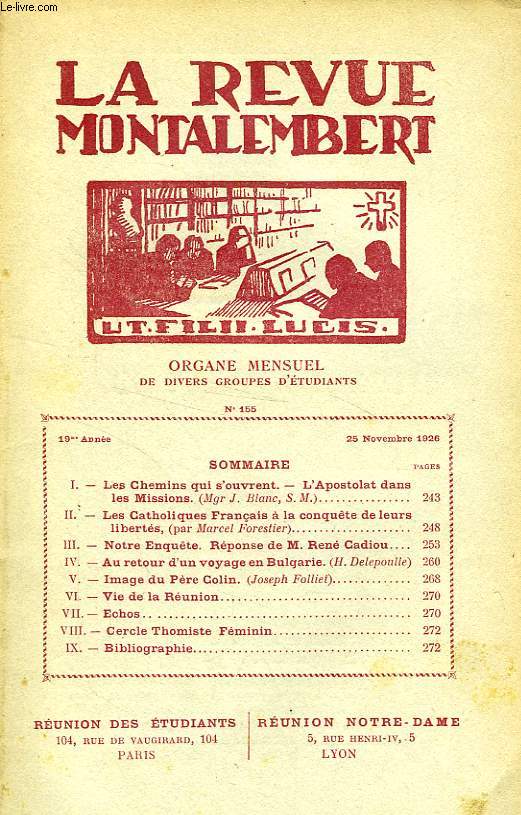 Le-livre.com
LA REVUE
MONTALEMBERT
UT. FILII. LUCIS.
ORGANE MENSUEL
DE DIVERS GROUPES D'ÉTUDIANTS
N° 155
19me Année 25 Novembre 1926
SOMMAIRE PAGES
I. — Les Chemins qui s'ouvrent. — L'Apostolat dans
les Missions. (Mgr J. Blanc, S. M.)................ 243
II. — Les Catholiques Français à la conquête de leurs
libertés, (par Marcel Forestier)..................... 248
III. — Notre Enquête. Réponse de M. René Cadiou.... 253
IV. — Au retour d'un voyage en Bulgarie. (H. Delepoulle) 260
V. — Image du Père Colin. (Joseph Folliet).............. 268
VI. — Vie de la Réunion................................... 270
VII. — Echos.. ........................................... 270
VIII. — Cercle Thomiste Féminin......................... 272
IX. — Bibliographie........................................ 272
RÉUNION DES ÉTUDIANTS RÉUNION NOTRE-DAME
104, RUE DE VAUGIRARD, 104 5, RUE HENRI-IV, 5
PARIS LYON